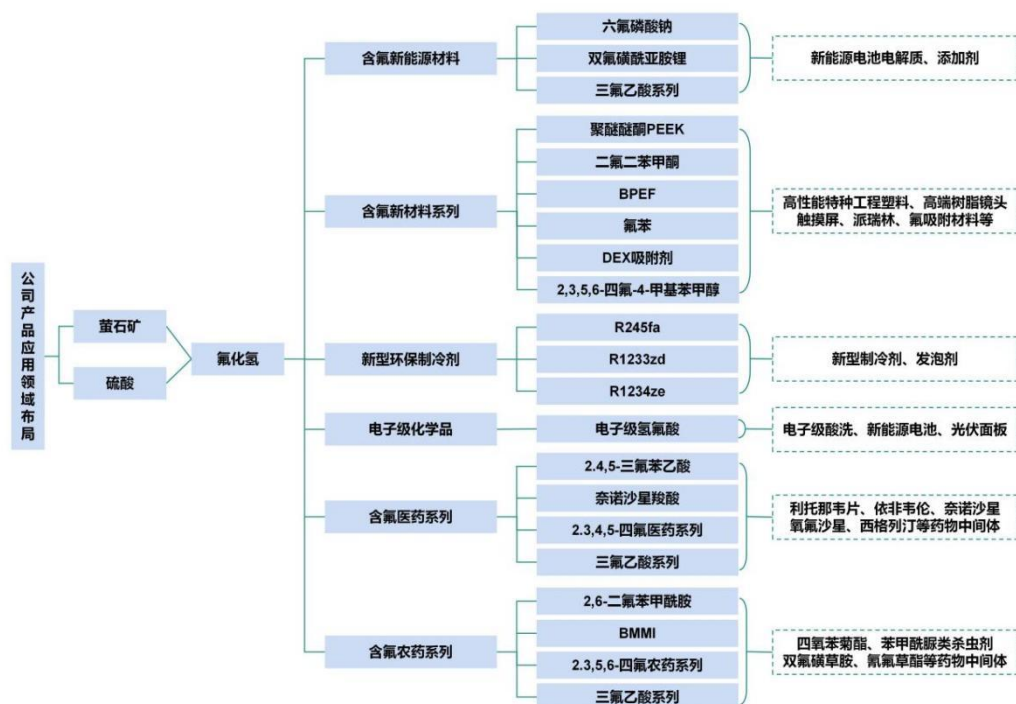 公司产品应用领域布局
萤石矿
硫酸
氟化氢
含氟新能源材料
六氟磷酸钠
双氟磺酰亚胺锂
三氟乙酸系列
新能源电池电解质、添加剂
含氟新材料系列
聚醚醚酮PEEK
二氟二苯甲酮
BPEF
氟苯
DEX吸附剂
2,3,5,6-四氟-4-甲基苯甲醇
高性能特种工程塑料、高端树脂镜头
触摸屏、派瑞林、氟吸附材料等
新型环保制冷剂
R245fa
R1233zd
R1234ze
新型制冷剂、发泡剂
电子级化学品
电子级氢氟酸
电子级酸洗、新能源电池、光伏面板
含氟医药系列
2.4,5-三氟苯乙酸
奈诺沙星羧酸
2.3,4,5-四氟医药系列
三氟乙酸系列
利托那韦片、依非韦伦、奈诺沙星
氧氟沙星、西格列汀等药物中间体
含氟农药系列
2,6-二氟苯甲酰胺
BMMI
2.3,5,6-四氟农药系列
三氟乙酸系列
四氧苯菊酯、苯甲酰脲类杀虫剂
双氟磺草胺、氰氟草酯等药物中间体